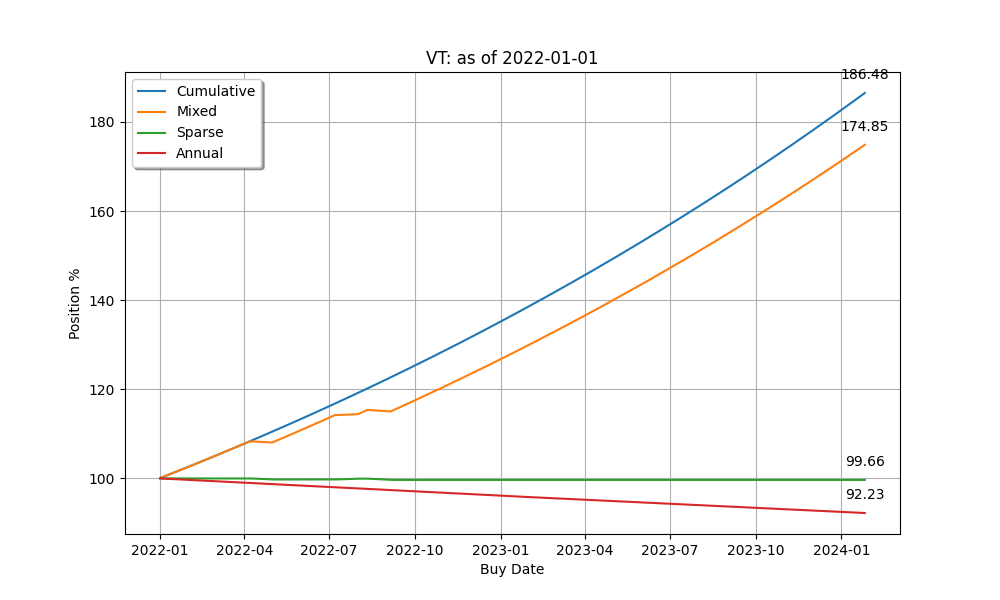 VT: as of 2022-01-01
Cumulative
Mixed
Sparse
Annual
186.48
174.85
99.66
92.23
180
160
140
120
100
Position %
2022-01 2022-04 2022-07 2022-10 2023-01 2023-04 2023-07 2023-10 2024-01
Buy Date